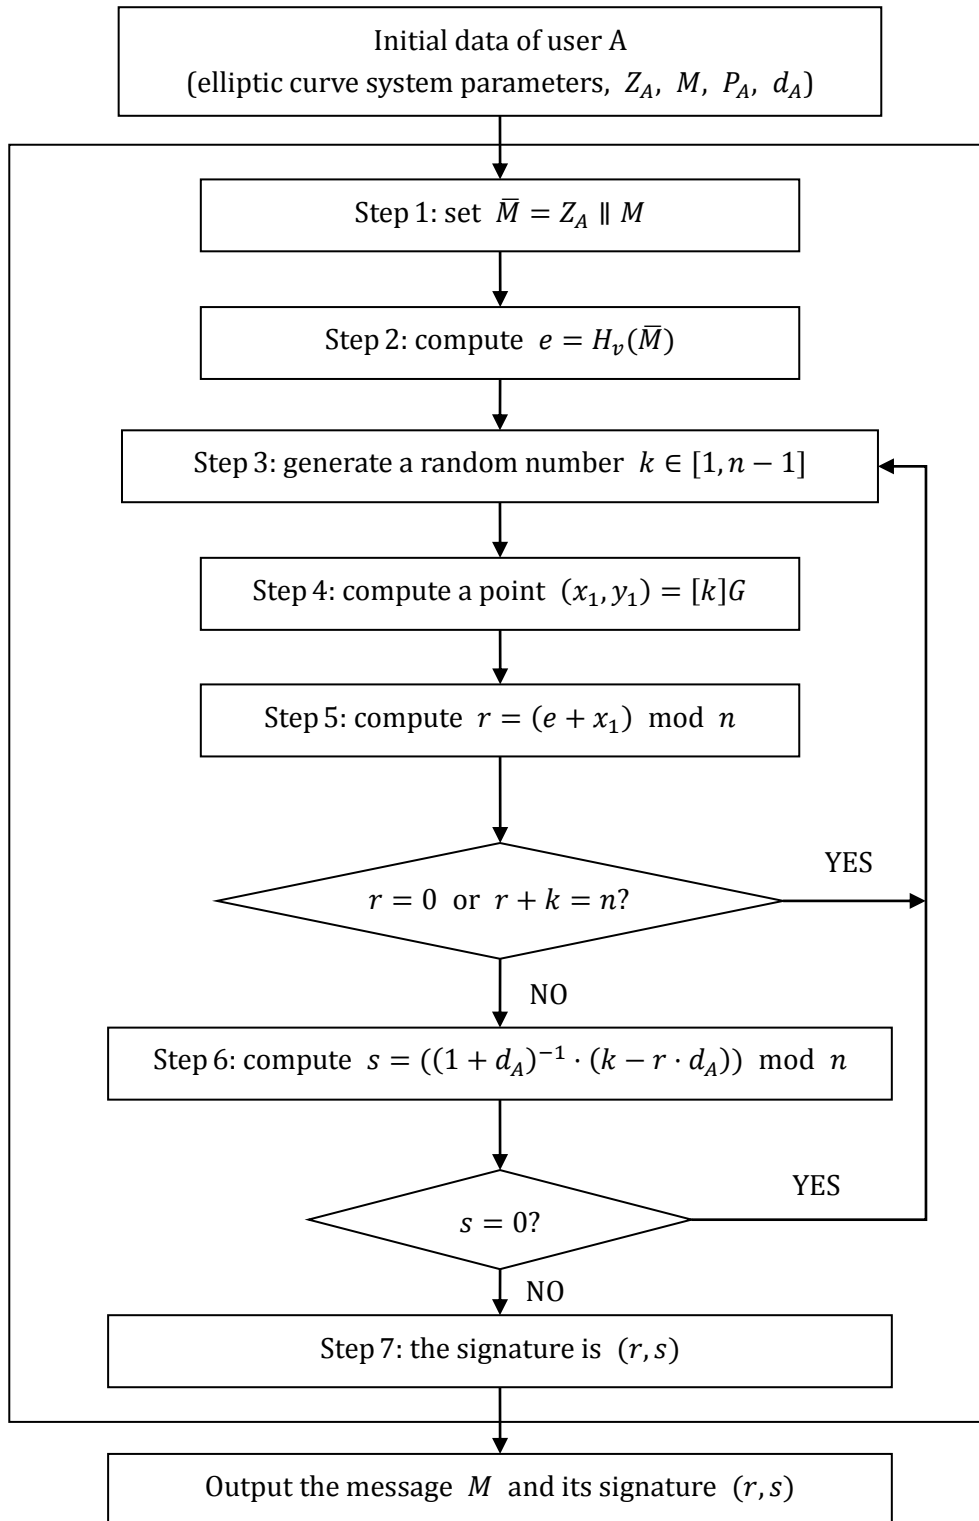 Initial data of user A
(elliptic curve system parameters, Z_A, M, P_A, d_A)
Step 1: set M̅ = Z_A ∥ M
Step 2: compute e = H_v(M̅)
Step 3: generate a random number k ∈ [1, n − 1]
Step 4: compute a point (x_1, y_1) = [k]G
Step 5: compute r = (e + x_1) mod n
YES
r = 0 or r + k = n?
NO
Step 6: compute s = ((1 + d_A)^{−1} · (k − r · d_A)) mod n
YES
s = 0?
NO
Step 7: the signature is (r, s)
Output the message M and its signature (r, s)